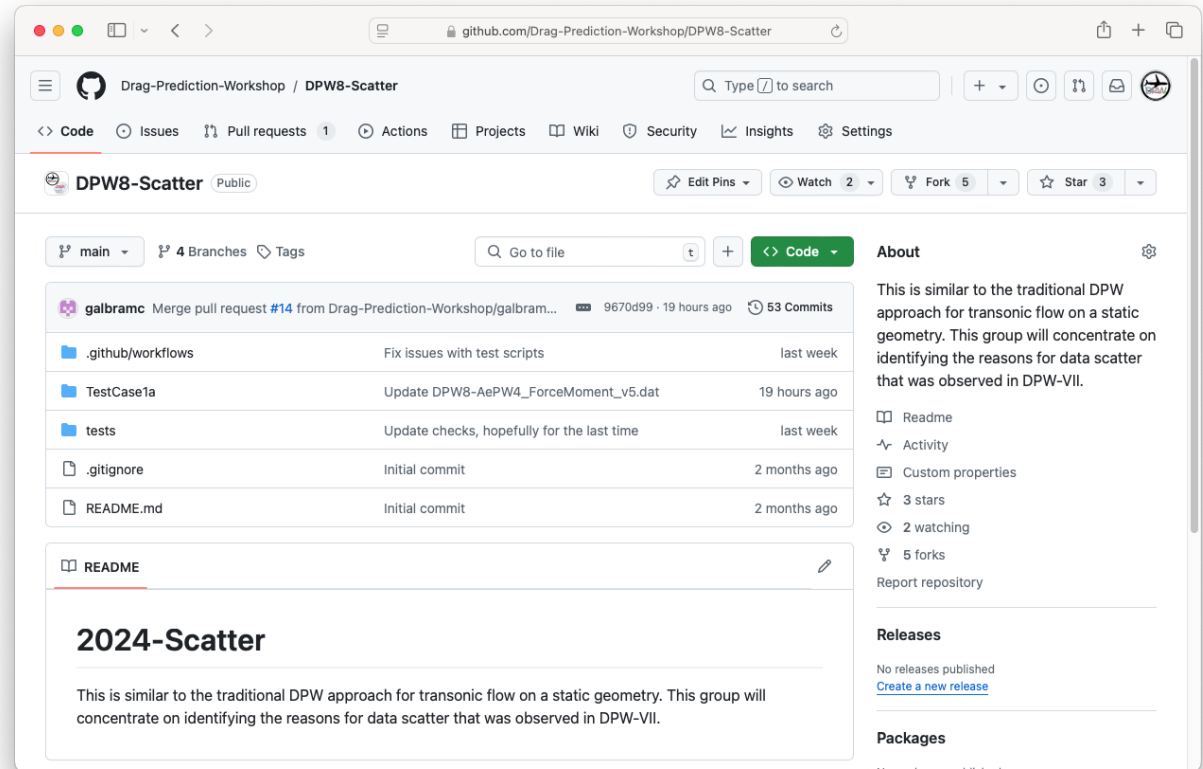 github.com/Drag-Prediction-Workshop/DPW8-Scatter
Drag-Prediction-Workshop / DPW8-Scatter
Type / to search
Code Issues Pull requests 1 Actions Projects Wiki Security Insights Settings
DPW8-Scatter Public
Edit Pins Watch 2 Fork 5 Star 3
main 4 Branches Tags
Go to file t
Code
galbramc Merge pull request #14 from Drag-Prediction-Workshop/galbram... 9670d99 · 19 hours ago 53 Commits
.github/workflows Fix issues with test scripts last week
TestCase1a Update DPW8-AePW4_ForceMoment_v5.dat 19 hours ago
tests Update checks, hopefully for the last time last week
.gitignore Initial commit 2 months ago
README.md Initial commit 2 months ago
README
2024-Scatter
This is similar to the traditional DPW approach for transonic flow on a static geometry. This group will
concentrate on identifying the reasons for data scatter that was observed in DPW-VII.
About
This is similar to the traditional DPW
approach for transonic flow on a static
geometry. This group will concentrate on
identifying the reasons for data scatter
that was observed in DPW-VII.
Readme
Activity
Custom properties
3 stars
2 watching
5 forks
Report repository
Releases
No releases published
Create a new release
Packages